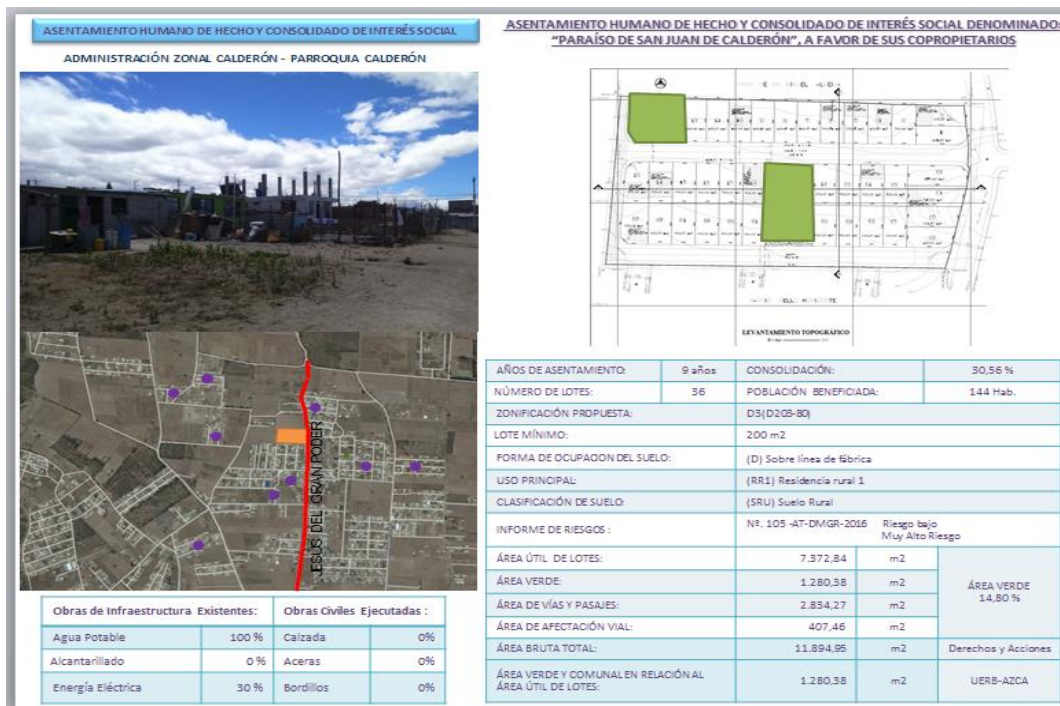 ASENTAMIENTO HUMANO DE HECHO Y CONSOLIDADO DE INTERÉS SOCIAL
ADMINISTRACIÓN ZONAL CALDERÓN - PARROQUIA CALDERÓN
JESUS DEL GRAN PODER
Obras de Infraestructura Existentes: Obras Civiles Ejecutadas :
Agua Potable 100 % Calzada 0%
Alcantarillado 0 % Aceras 0%
Energía Eléctrica 30 % Bordillos 0%
ASENTAMIENTO HUMANO DE HECHO Y CONSOLIDADO DE INTERÉS SOCIAL DENOMINADO:
“PARAÍSO DE SAN JUAN DE CALDERÓN”, A FAVOR DE SUS COPROPIETARIOS
LEVANTAMIENTO TOPOGRÁFICO
AÑOS DE ASENTAMIENTO: 9 años CONSOLIDACIÓN: 30,56 %
NÚMERO DE LOTES: 36 POBLACIÓN BENEFICIADA: 144 Hab.
ZONIFICACIÓN PROPUESTA: D3(D203-80)
LOTE MÍNIMO: 200 m2
FORMA DE OCUPACION DEL SUELO: (D) Sobre línea de fábrica
USO PRINCIPAL: (RR1) Residencia rural 1
CLASIFICACIÓN DE SUELO: (SRU) Suelo Rural
INFORME DE RIESGOS : Nº. 105 -AT-DMGR-2016 Riesgo bajo
Muy Alto Riesgo
ÁREA ÚTIL DE LOTES: 7.372,84 m2
ÁREA VERDE: 1.280,38 m2
ÁREA VERDE
14,80 %
ÁREA DE VÍAS Y PASAJES: 2.834,27 m2
ÁREA DE AFECTACIÓN VIAL: 407,46 m2
ÁREA BRUTA TOTAL: 11.894,95 m2 Derechos y Acciones
ÁREA VERDE Y COMUNAL EN RELACIÓN AL
ÁREA ÚTIL DE LOTES: 1.280,38 m2 UERB-AZCA